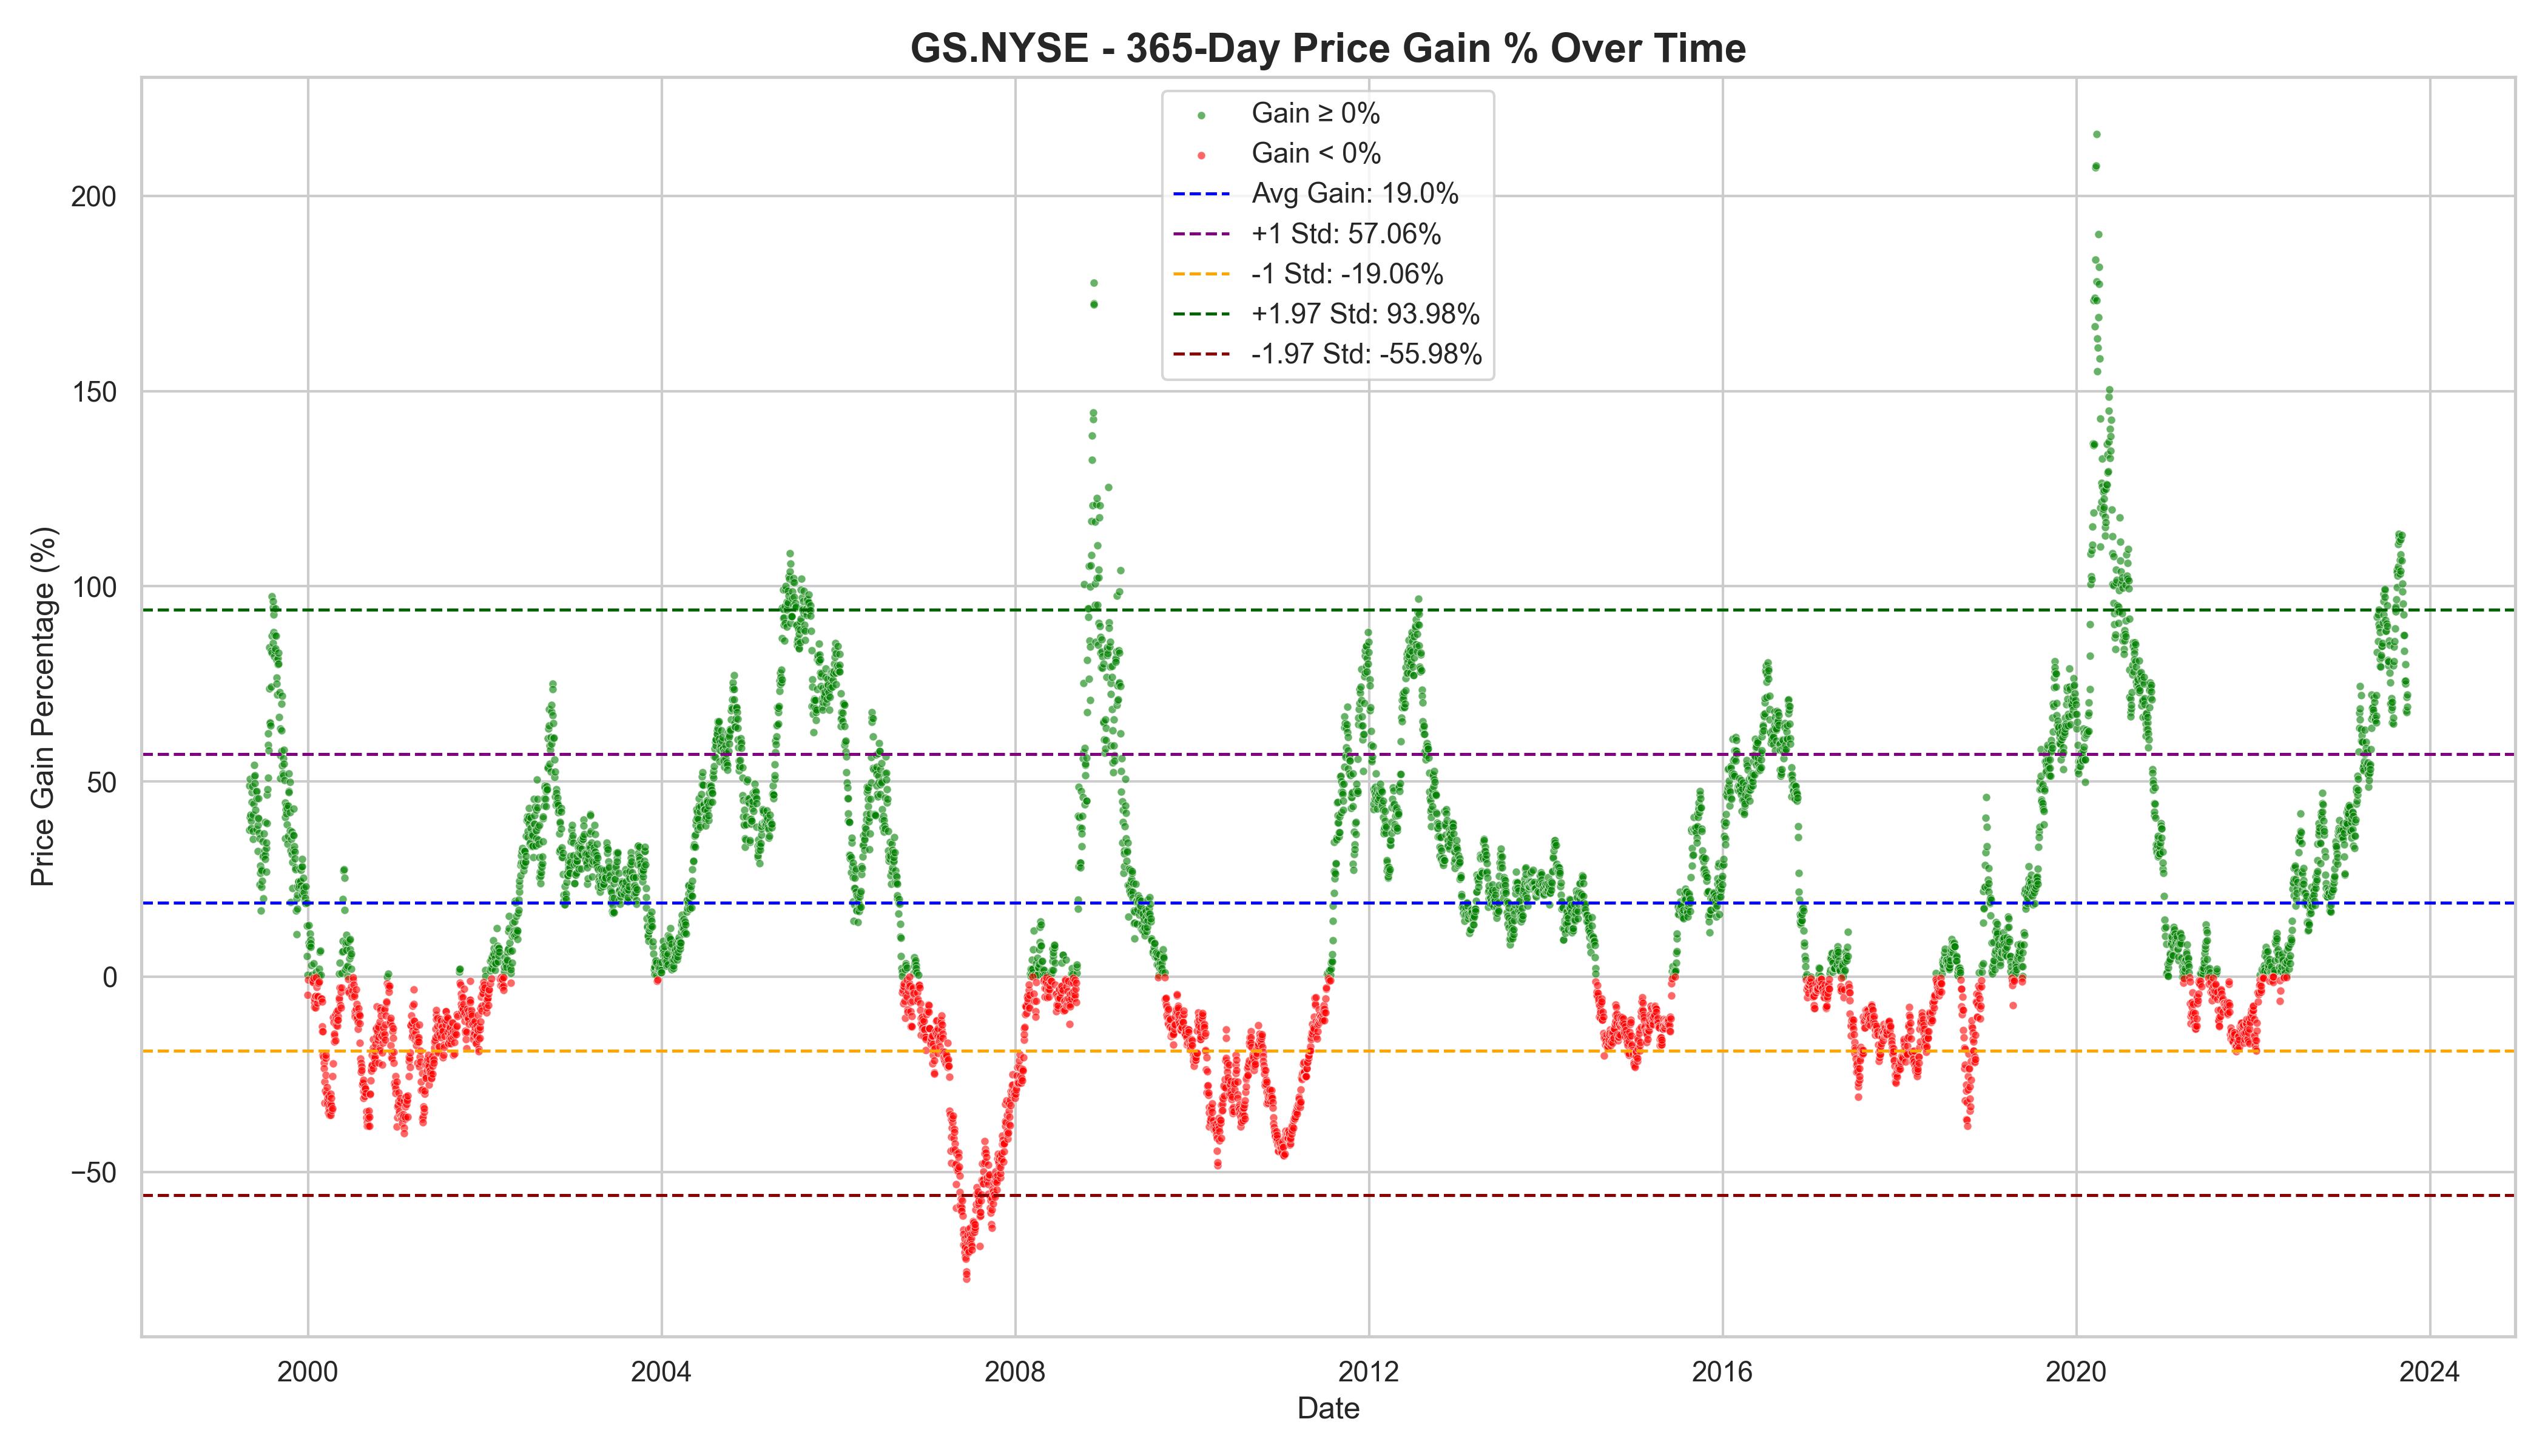 GS.NYSE - 365-Day Price Gain % Over Time
Gain ≥ 0%
Gain < 0%
Avg Gain: 19.0%
+1 Std: 57.06%
-1 Std: -19.06%
+1.97 Std: 93.98%
-1.97 Std: -55.98%
Price Gain Percentage (%)
200
150
100
50
0
−50
2000 2004 2008 2012 2016 2020 2024
Date